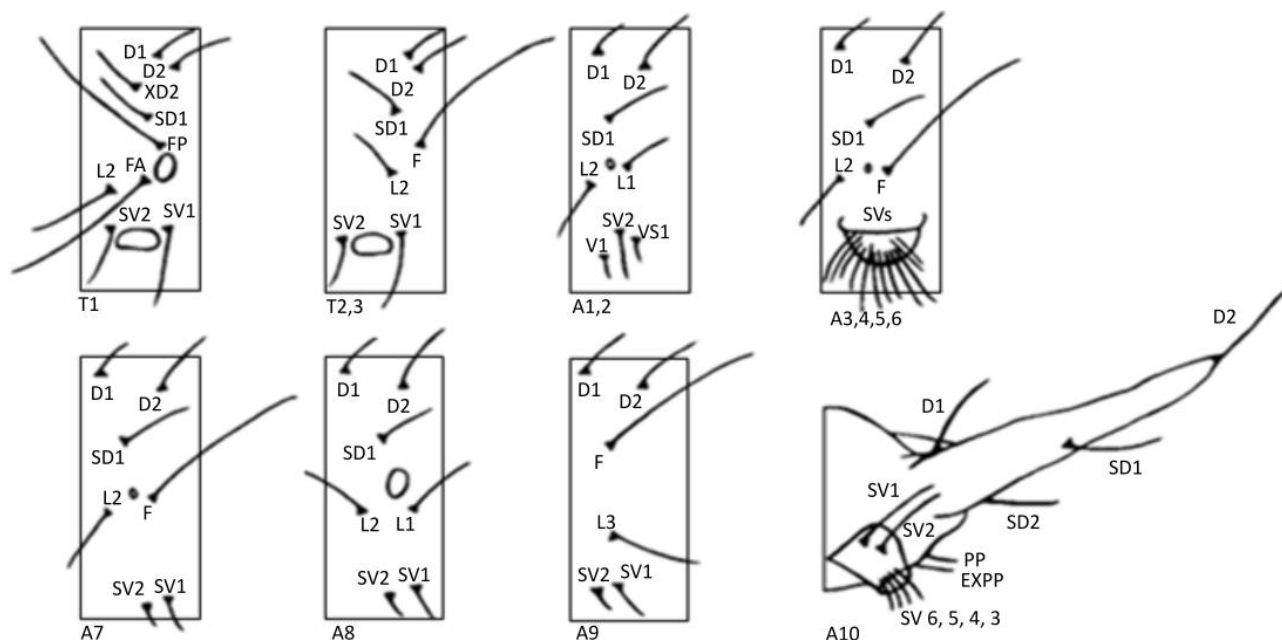 D1
D2
XD2
SD1
FP
FA
L2
SV2
SV1
T1
D1
D2
SD1
F
L2
SV2
SV1
T2,3
D1
D2
SD1
L2
L1
SV2
VS1
V1
A1,2
D1
D2
SD1
L2
F
SVs
A3,4,5,6
D1
D2
SD1
L2
F
SV2
SV1
A7
D1
D2
SD1
L2
L1
SV2
SV1
A8
D1
D2
F
L3
SV2
SV1
A9
D2
D1
SD1
SV1
SV2
SD2
PP
EXPP
SV 6, 5, 4, 3
A10